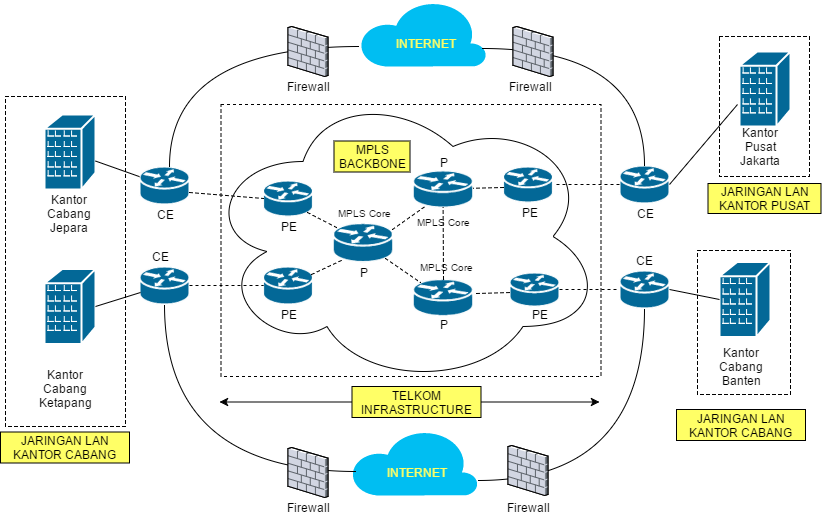 INTERNET
Firewall
Firewall
MPLS
BACKBONE
P
Kantor
Pusat
Jakarta
JARINGAN LAN
KANTOR PUSAT
Kantor
Cabang
Jepara
CE
PE
MPLS Core
MPLS Core
PE
CE
CE
P
MPLS Core
CE
PE
P
PE
Kantor
Cabang
Ketapang
Kantor
Cabang
Banten
TELKOM
INFRASTRUCTURE
JARINGAN LAN
KANTOR CABANG
JARINGAN LAN
KANTOR CABANG
INTERNET
Firewall
Firewall